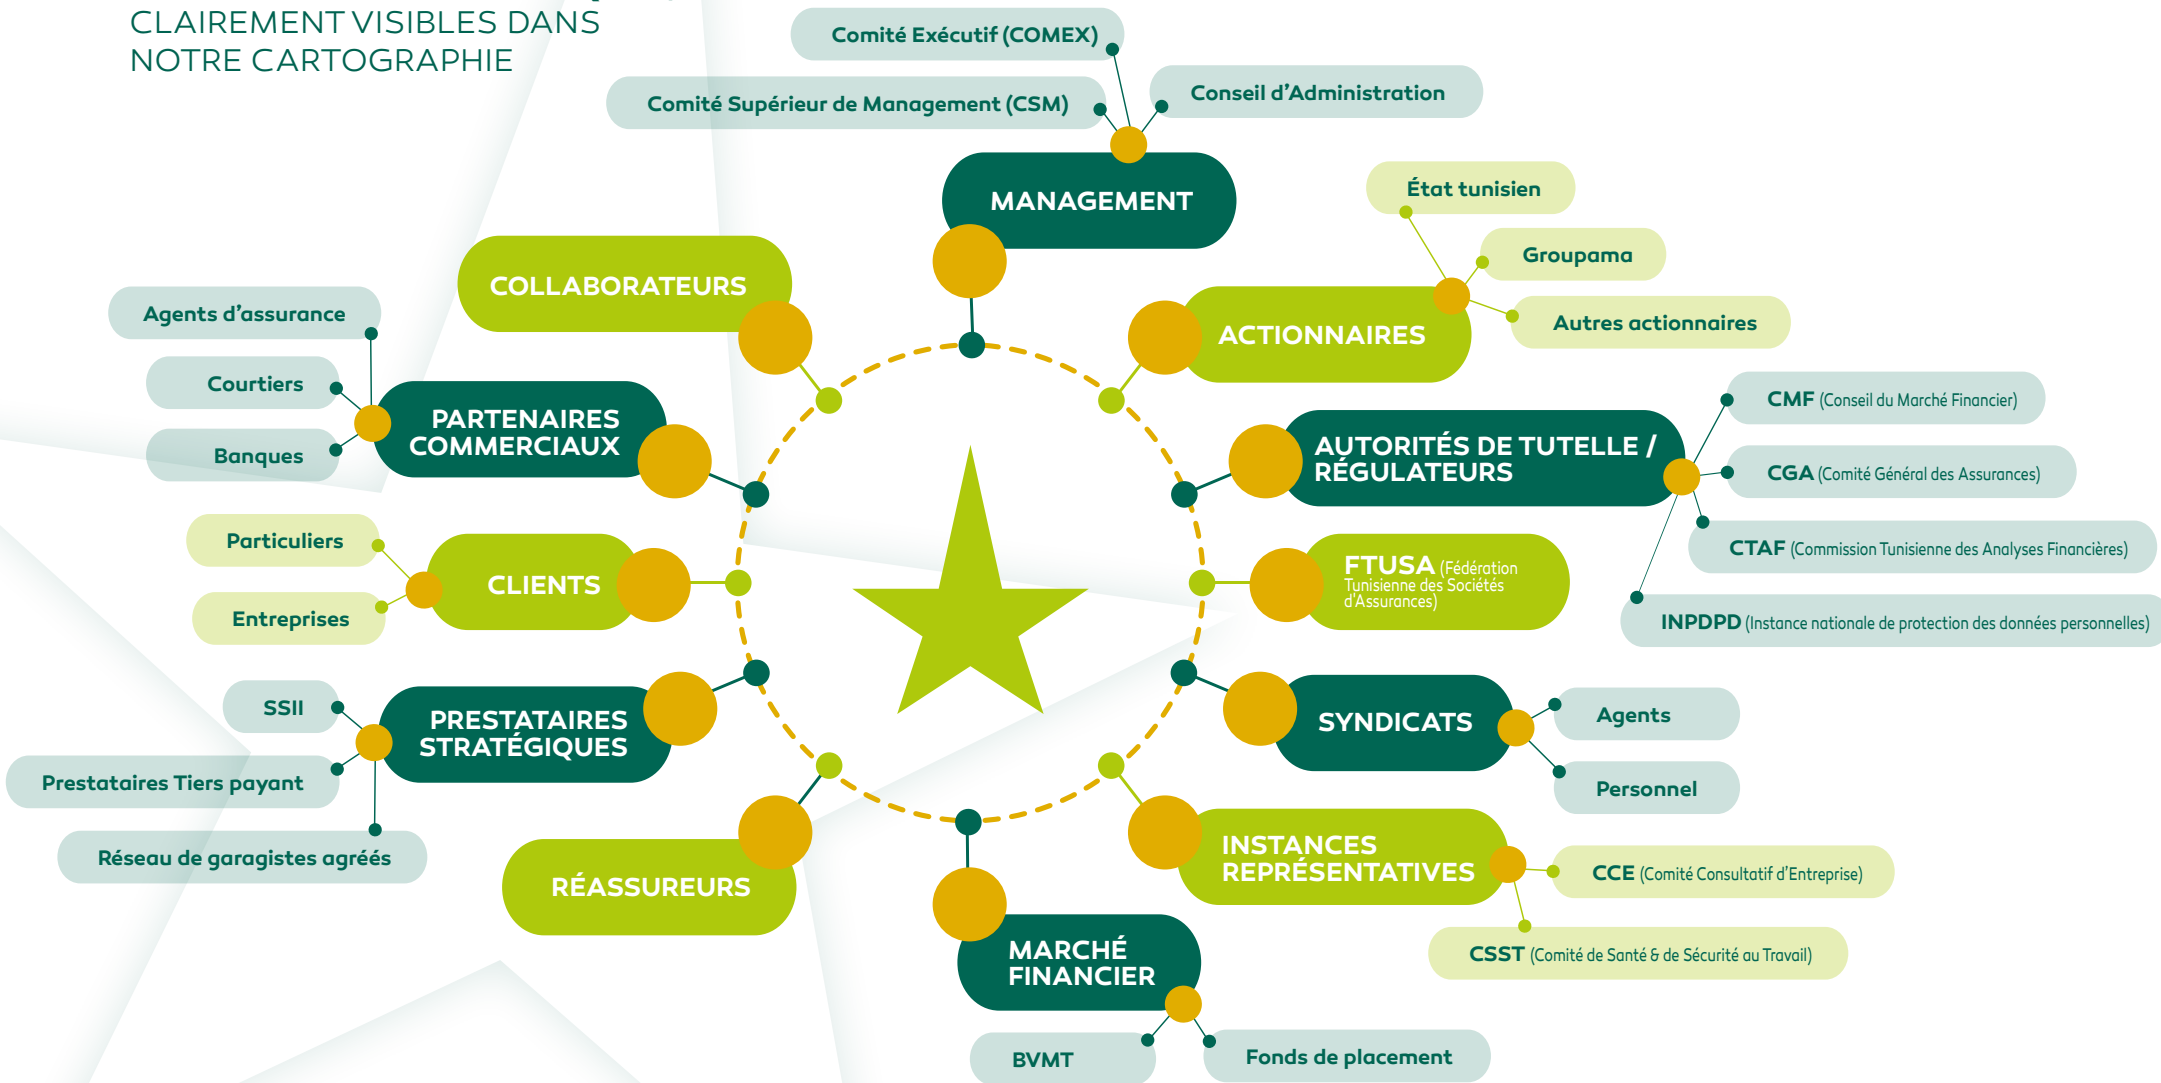 CLAIREMENT VISIBLES DANS
NOTRE CARTOGRAPHIE
Comité Exécutif (COMEX)
Comité Supérieur de Management (CSM)
Conseil d'Administration
MANAGEMENT
État tunisien
Groupama
Autres actionnaires
ACTIONNAIRES
COLLABORATEURS
Agents d'assurance
Courtiers
Banques
PARTENAIRES
COMMERCIAUX
AUTORITÉS DE TUTELLE /
RÉGULATEURS
CMF (Conseil du Marché Financier)
CGA (Comité Général des Assurances)
CTAF (Commission Tunisienne des Analyses Financières)
INPDPD (Instance nationale de protection des données personnelles)
Particuliers
Entreprises
CLIENTS
FTUSA (Fédération
Tunisienne des Sociétés
d'Assurances)
SSII
Prestataires Tiers payant
Réseau de garagistes agréés
PRESTATAIRES
STRATÉGIQUES
SYNDICATS
Agents
Personnel
RÉASSUREURS
INSTANCES
REPRÉSENTATIVES
CCE (Comité Consultatif d'Entreprise)
CSST (Comité de Santé & de Sécurité au Travail)
MARCHÉ
FINANCIER
BVMT
Fonds de placement